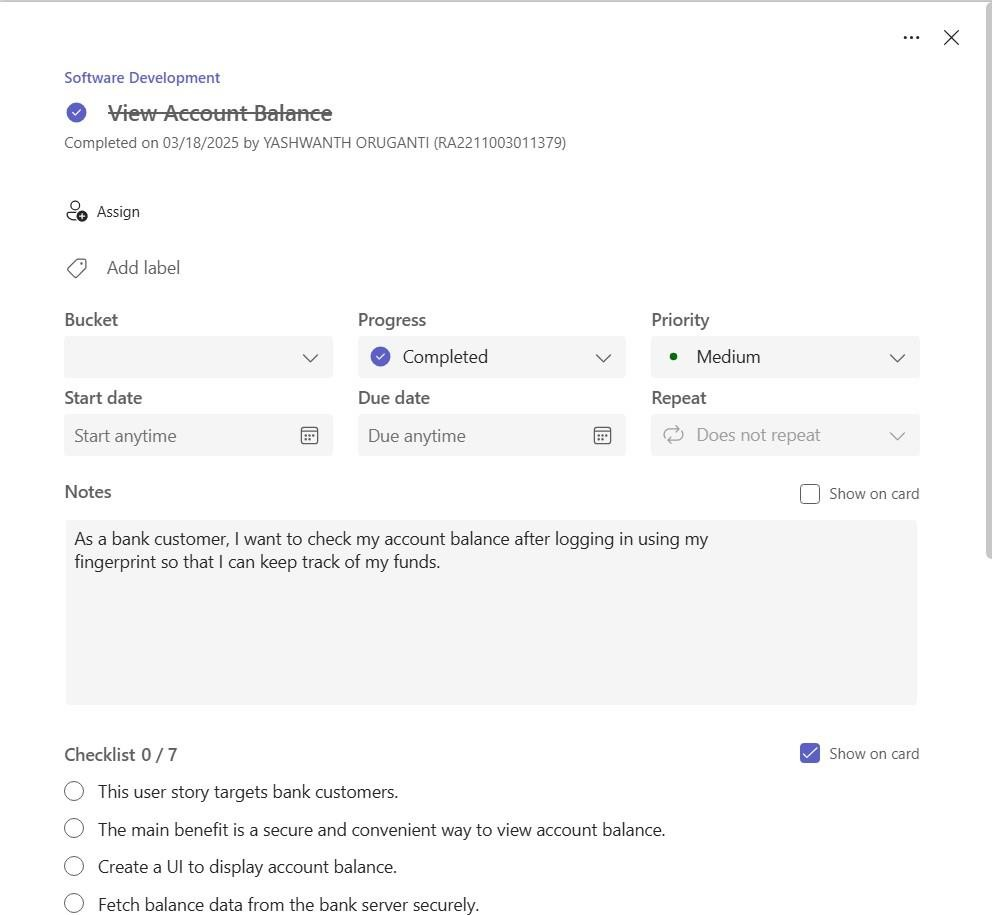 Software Development
View Account Balance
Completed on 03/18/2025 by YASHWANTH ORUGANTI (RA2211003011379)
Assign
Add label
Bucket Progress Priority
Completed Medium
Start date Due date Repeat
Start anytime Due anytime Does not repeat
Notes Show on card
As a bank customer, I want to check my account balance after logging in using my
fingerprint so that I can keep track of my funds.
Checklist 0 / 7 Show on card
This user story targets bank customers.
The main benefit is a secure and convenient way to view account balance.
Create a UI to display account balance.
Fetch balance data from the bank server securely.